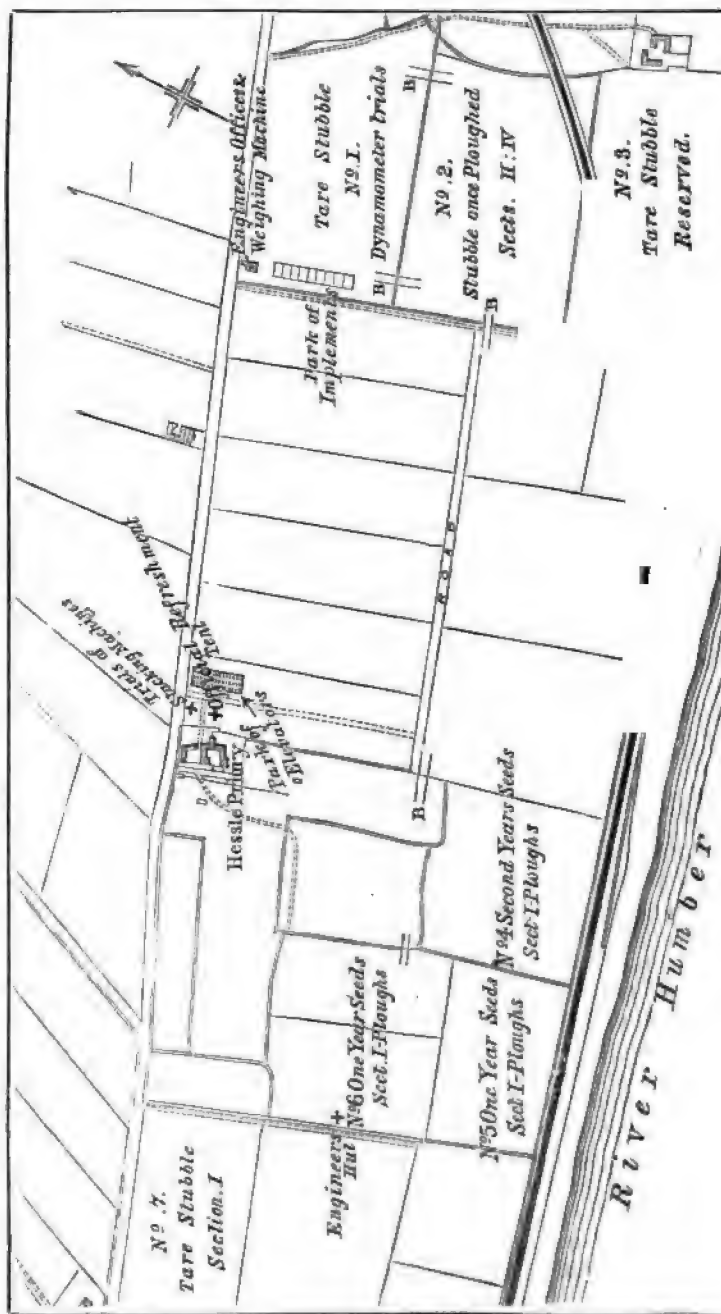 Engineers Office &
Weighing Machine
Tare Stubble
No. 1.
Dynamometer trials
B
B
No. 2.
Stubble once Ploughed
Sects. II: IV
No. 3.
Tare Stubble
Reserved.
Park of
Implements
B
ROAD
B
Trials of
Stacking Machines
Refreshment
Tent
Hessle Priory
Park of
Elevators
No 4 Second Years Seeds
Sect I-Ploughs
No 6 One Year Seeds
Sect. I-Ploughs
No 5 One Year Seeds
Sect I-Ploughs
Engineers +
Hut
No. 7.
Tare Stubble
Section. I
River Humber